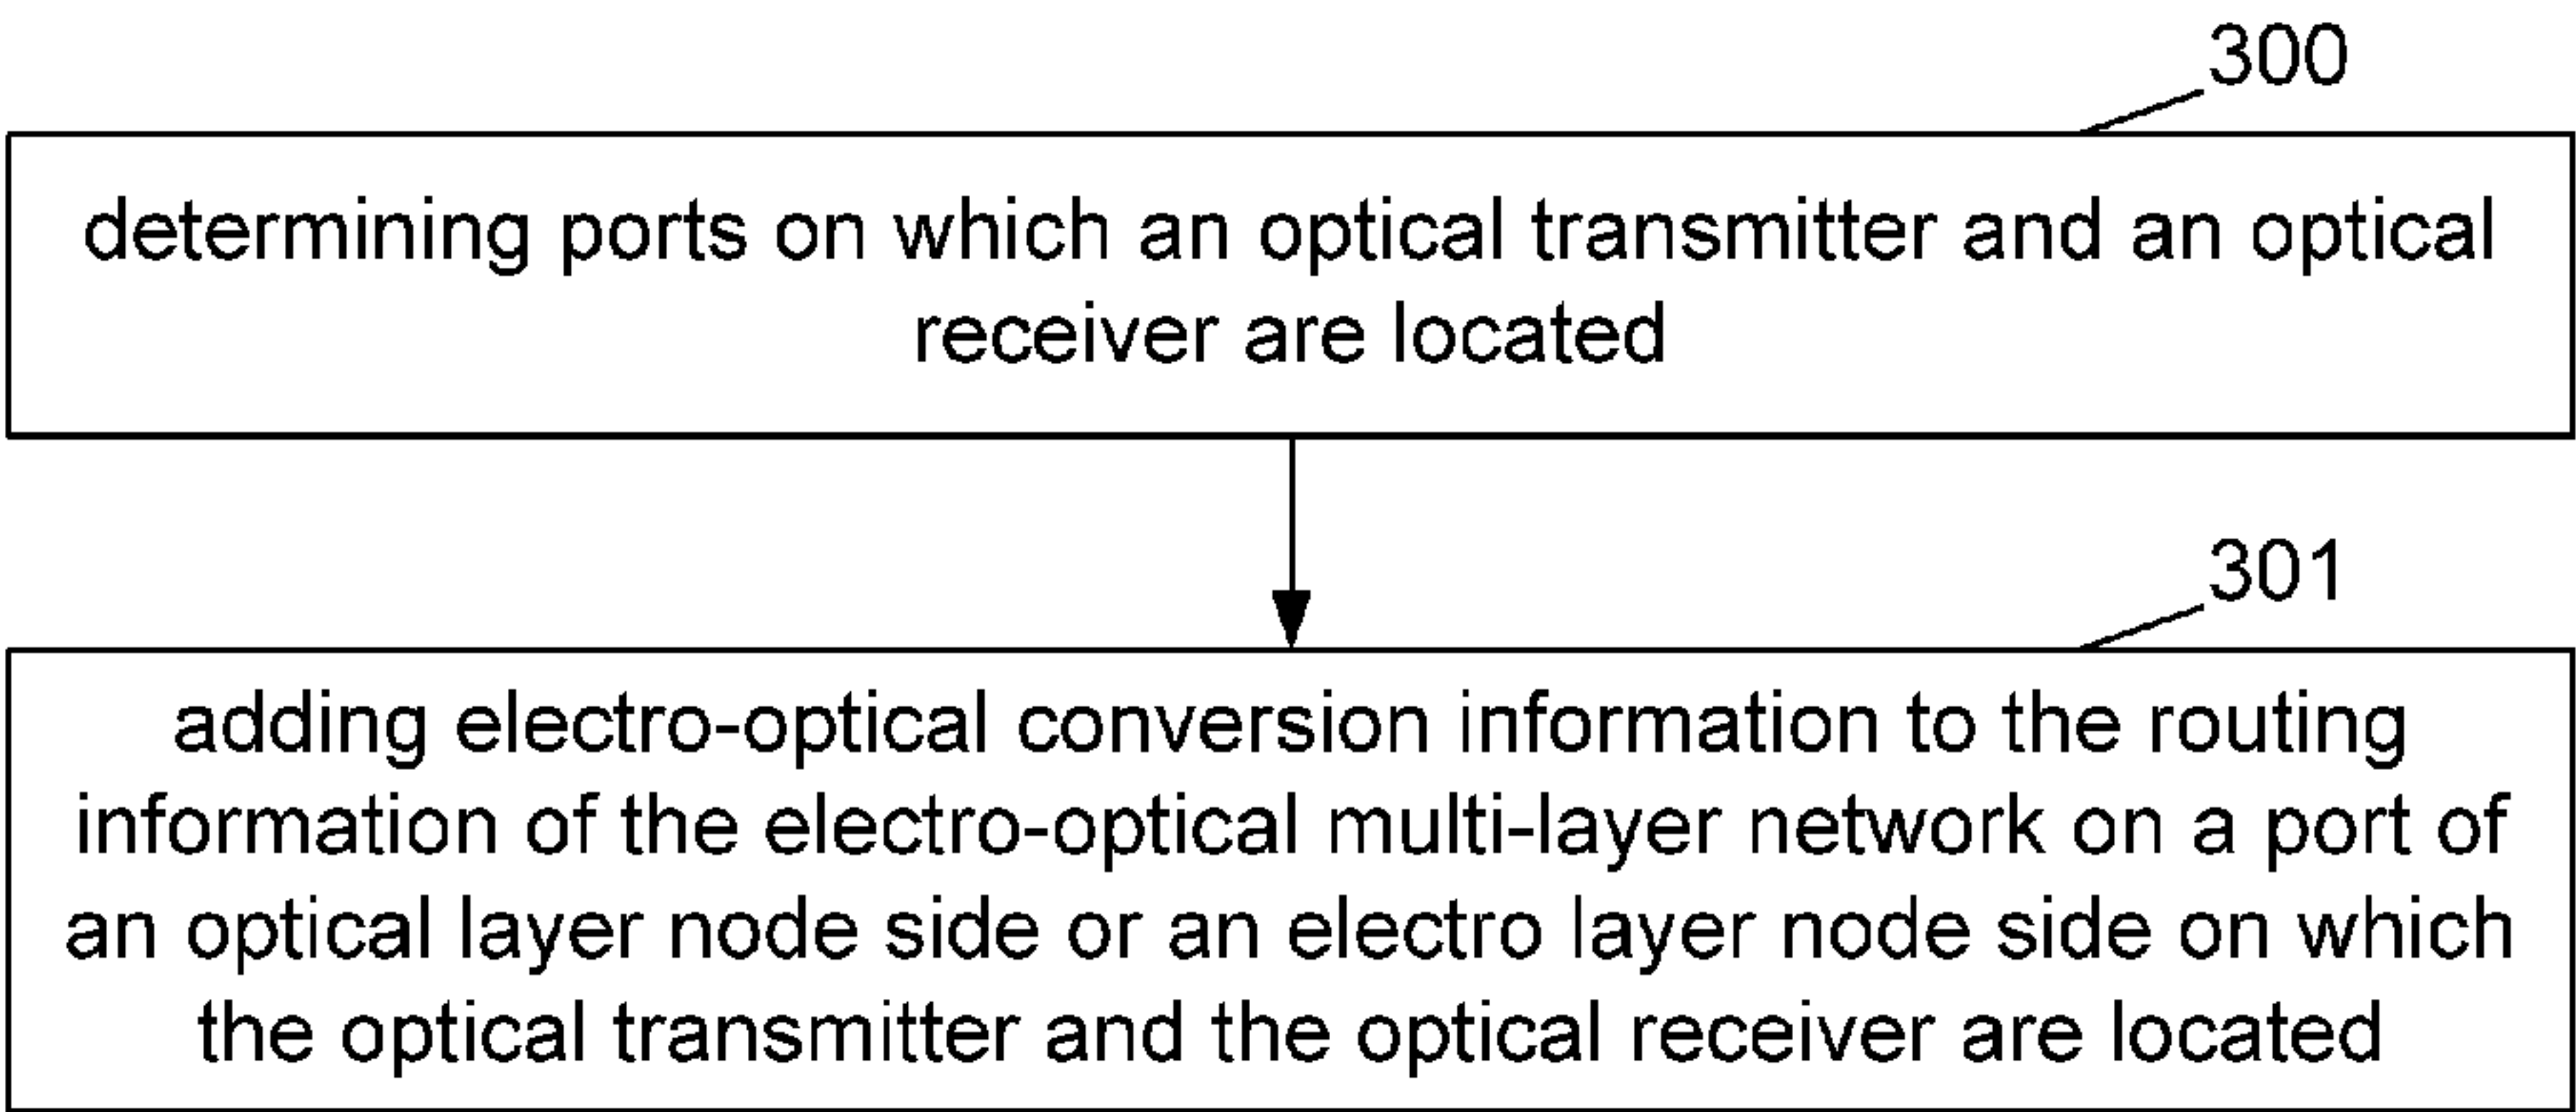 300
determining ports on which an optical transmitter and an optical
receiver are located
301
adding electro-optical conversion information to the routing
information of the electro-optical multi-layer network on a port of
an optical layer node side or an electro layer node side on which
the optical transmitter and the optical receiver are located